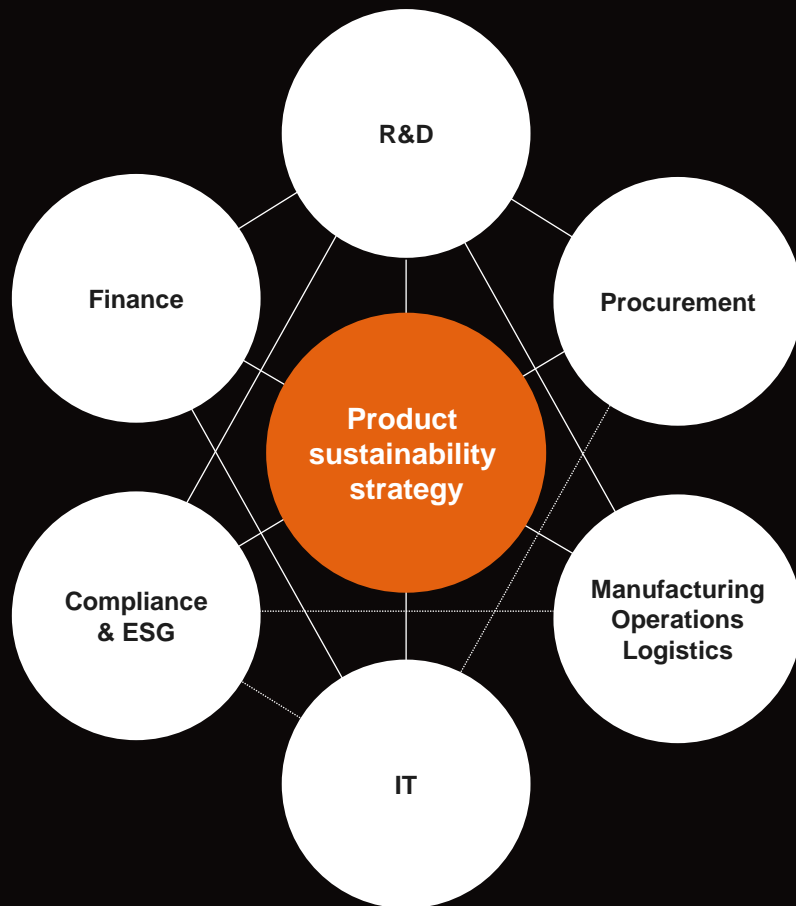 R&D
Finance
Procurement
Product
sustainability
strategy
Compliance
& ESG
Manufacturing
Operations
Logistics
IT